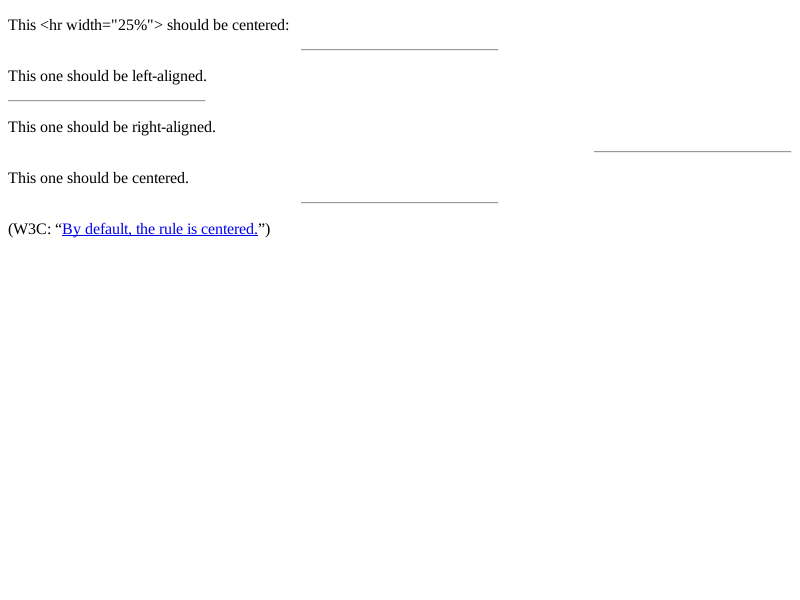 This <hr width="25%"> should be centered:
This one should be left-aligned.
This one should be right-aligned.
This one should be centered.
(W3C: “By default, the rule is centered.”)